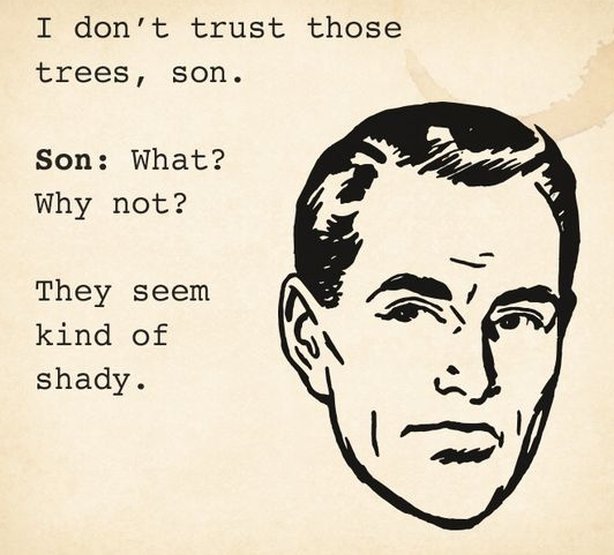 I don’t trust those
trees, son.
Son: What?
Why not?
They seem
kind of
shady.